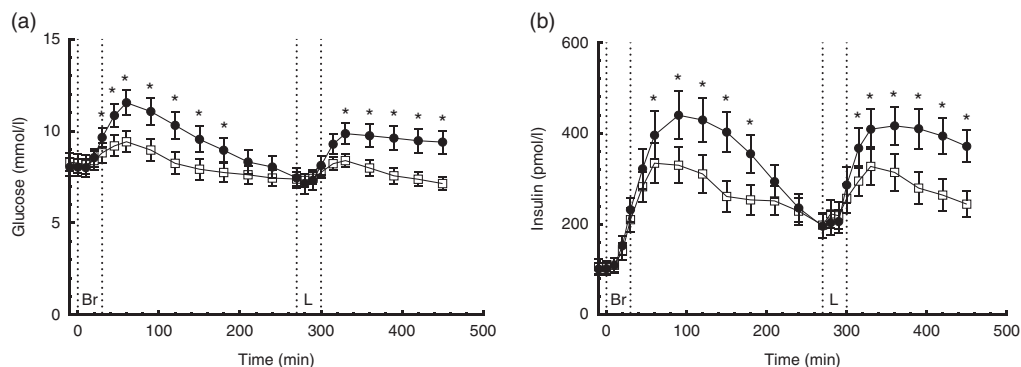 (a)
15
10
5
0
Glucose (mmol/l)
* * * * * * * *
* * * * *
Br
L
0 100 200 300 400 500
Time (min)
(b)
600
400
200
0
Insulin (pmol/l)
* * * * *
* * * * * *
Br
L
0 100 200 300 400 500
Time (min)